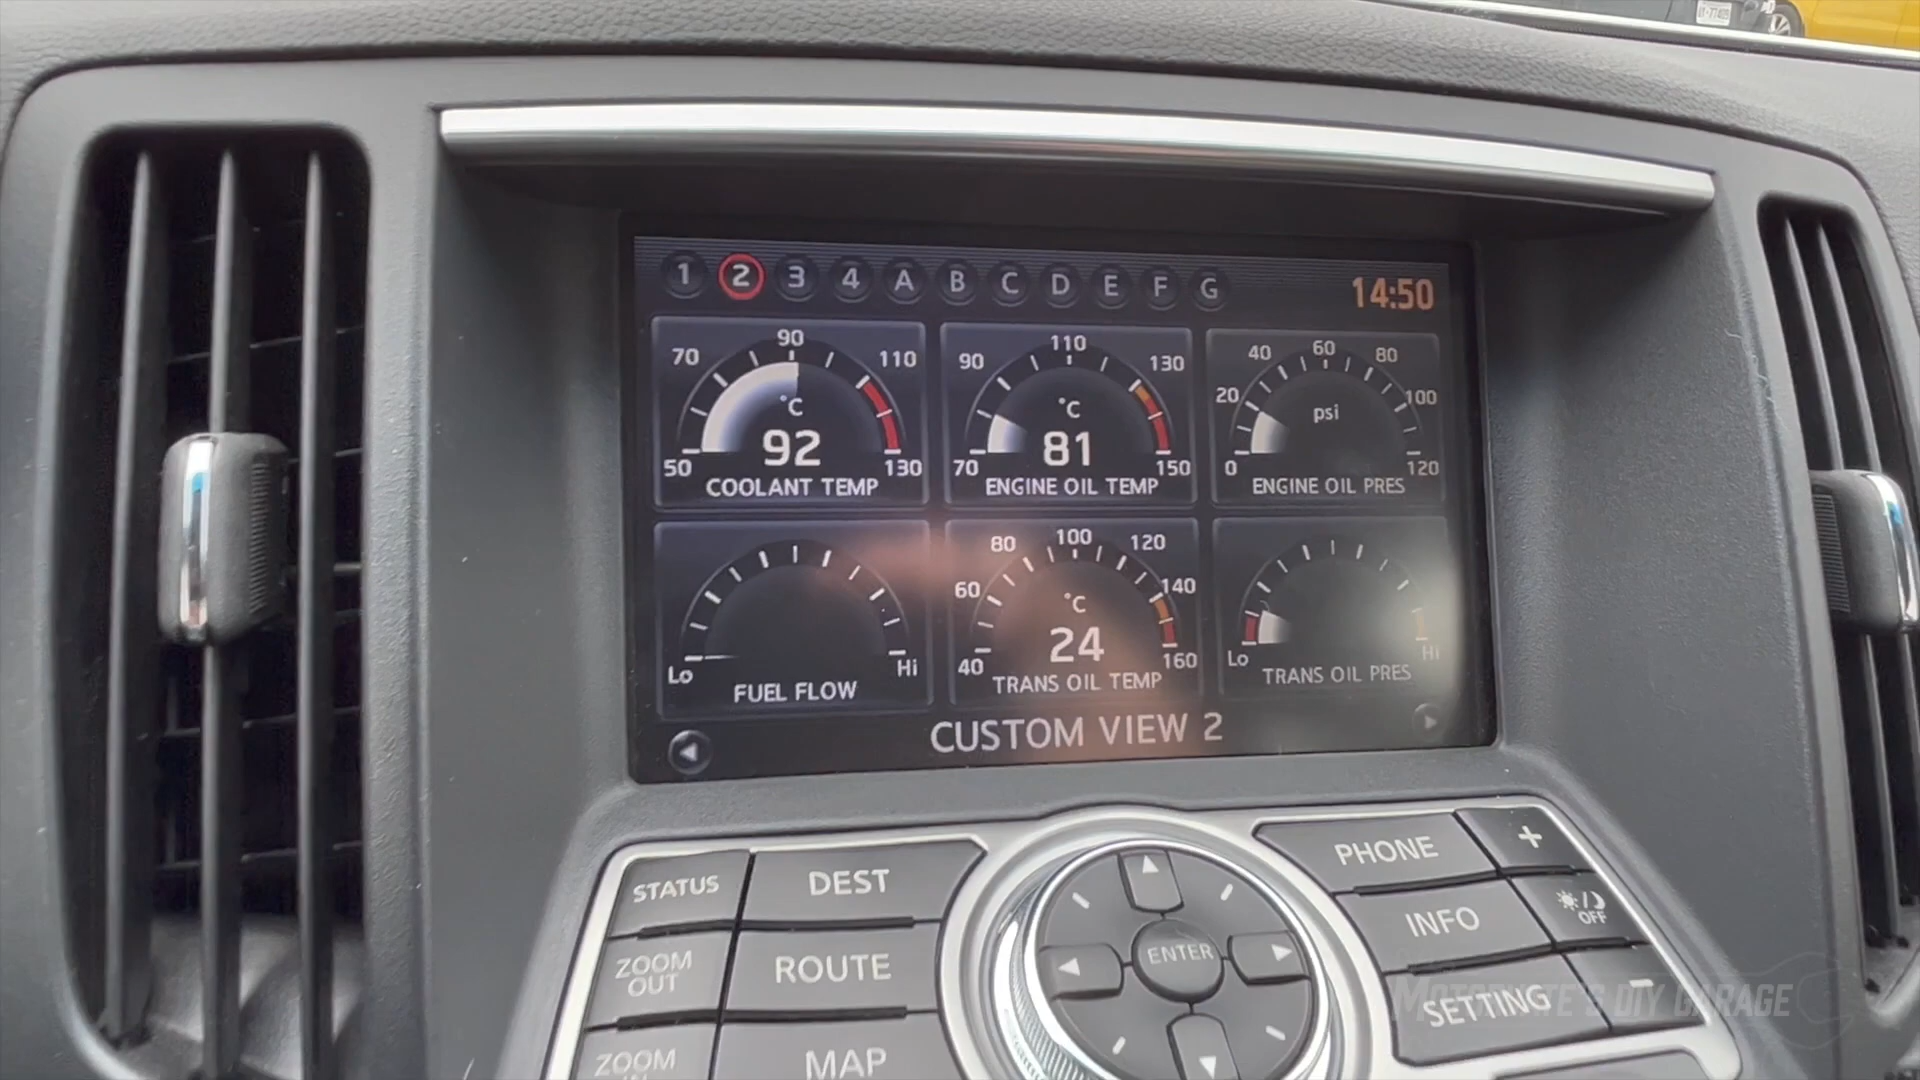 1 2 3 4 A B C D E F G 14:50
50 70 90 110 130
°C
92
COOLANT TEMP
70 90 110 130 150
°C
81
ENGINE OIL TEMP
0 20 40 60 80 100 120
psi
ENGINE OIL PRES
Lo Hi
FUEL FLOW
40 60 80 100 120 140 160
°C
24
TRANS OIL TEMP
Lo Hi
TRANS OIL PRES
CUSTOM VIEW 2
STATUS
DEST
ZOOM
OUT
ROUTE
ZOOM
IN
MAP
ENTER
PHONE
+
INFO
OFF
SETTING
-
DIY GARAGE